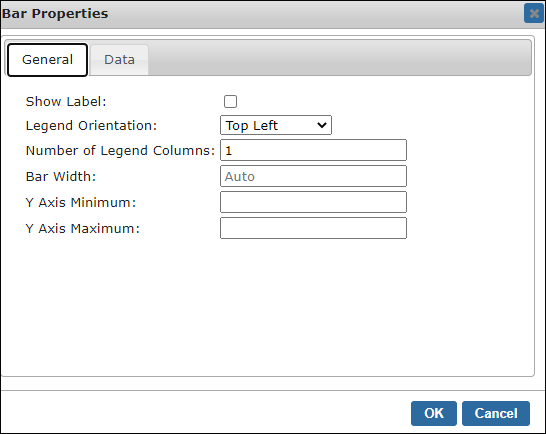 Bar Properties
General Data
Show Label:
Legend Orientation: Top Left
Number of Legend Columns: 1
Bar Width: Auto
Y Axis Minimum:
Y Axis Maximum:
OK Cancel